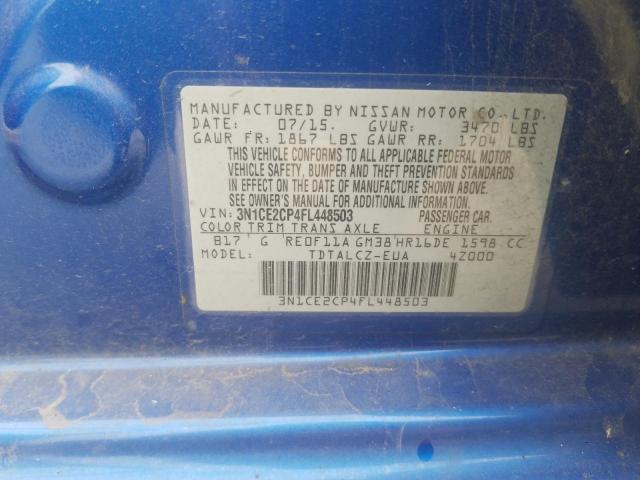 MANUFACTURED BY NISSAN MOTOR CO., LTD.
DATE: 07/15. GVWR: 3470 LBS
GAWR FR: 1867 LBS GAWR RR: 1704 LBS
THIS VEHICLE CONFORMS TO ALL APPLICABLE FEDERAL MOTOR
VEHICLE SAFETY, BUMPER AND THEFT PREVENTION STANDARDS
IN EFFECT ON THE DATE OF MANUFACTURE SHOWN ABOVE.
SEE OWNER'S MANUAL FOR ADDITIONAL INFORMATION.
VIN: 3N1CE2CP4FL448503 PASSENGER CAR.
COLOR TRIM TRANS AXLE ENGINE
B17 G RE0F11A GM38 HR16DE 1598 CC
MODEL: TDTALCZ-EUA 4Z000
3N1CE2CP4FL448503